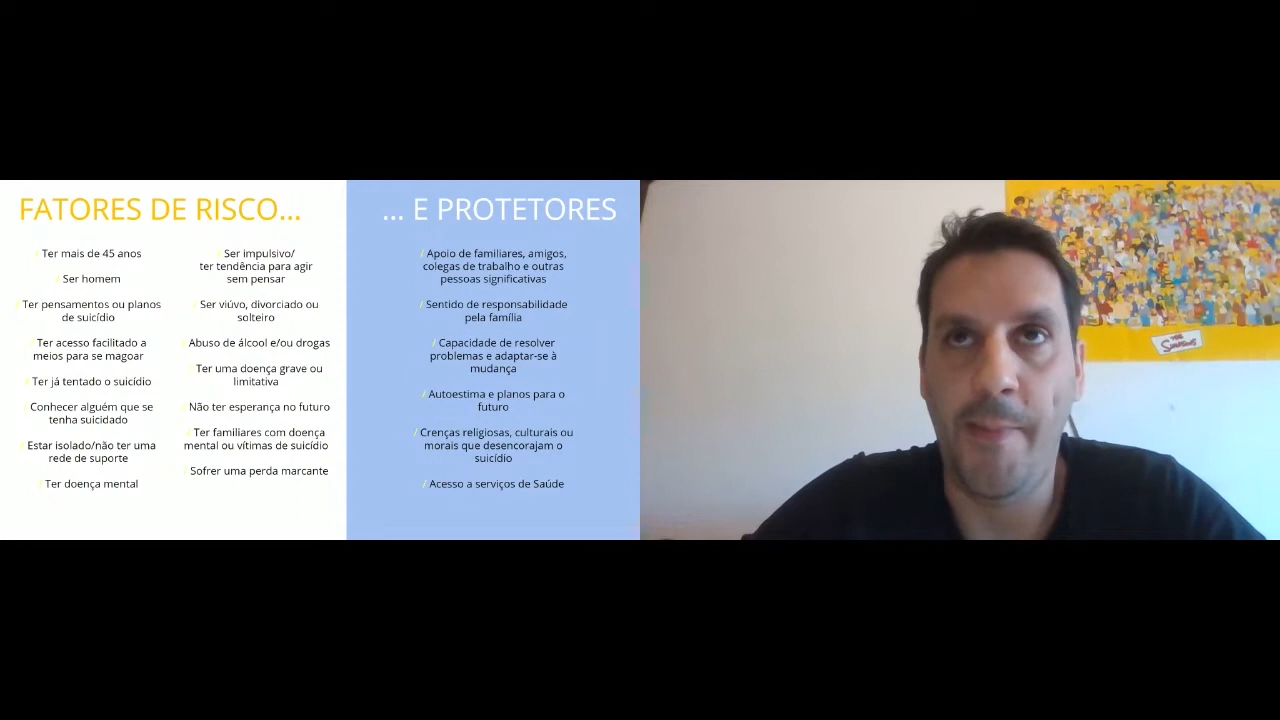 FATORES DE RISCO...
/ Ter mais de 45 anos
/ Ser homem
/ Ter pensamentos ou planos
de suicídio
/ Ter acesso facilitado a
meios para se magoar
/ Ter já tentado o suicídio
/ Conhecer alguém que se
tenha suicidado
/ Estar isolado/não ter uma
rede de suporte
/ Ter doença mental
/ Ser impulsivo/
ter tendência para agir
sem pensar
/ Ser viúvo, divorciado ou
solteiro
/ Abuso de álcool e/ou drogas
/ Ter uma doença grave ou
limitativa
/ Não ter esperança no futuro
/ Ter familiares com doença
mental ou vítimas de suicídio
/ Sofrer uma perda marcante
... E PROTETORES
/ Apoio de familiares, amigos,
colegas de trabalho e outras
pessoas significativas
/ Sentido de responsabilidade
pela família
/ Capacidade de resolver
problemas e adaptar-se à
mudança
/ Autoestima e planos para o
futuro
/ Crenças religiosas, culturais ou
morais que desencorajam o
suicídio
/ Acesso a serviços de Saúde
THE
SIMPSONS